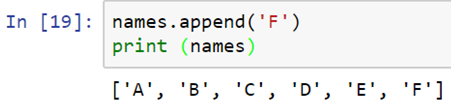 In [19]: names.append('F')
print (names)
['A', 'B', 'C', 'D', 'E', 'F']